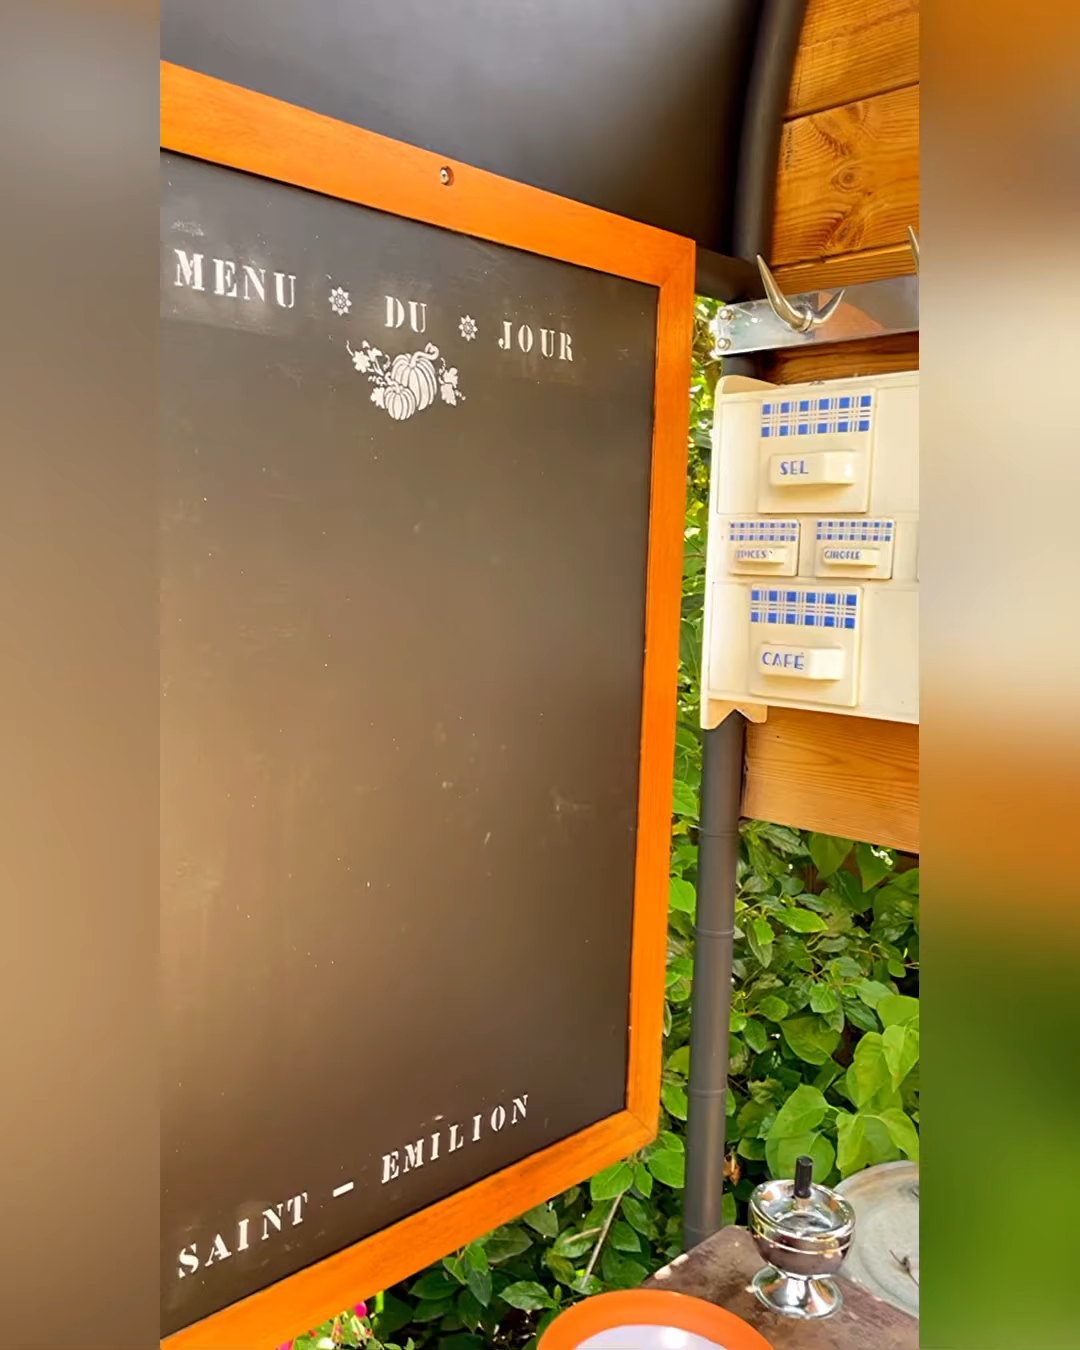 MENU DU JOUR
SAINT - EMILION
SEL
EPICES
GIROFLE
CAFÉ